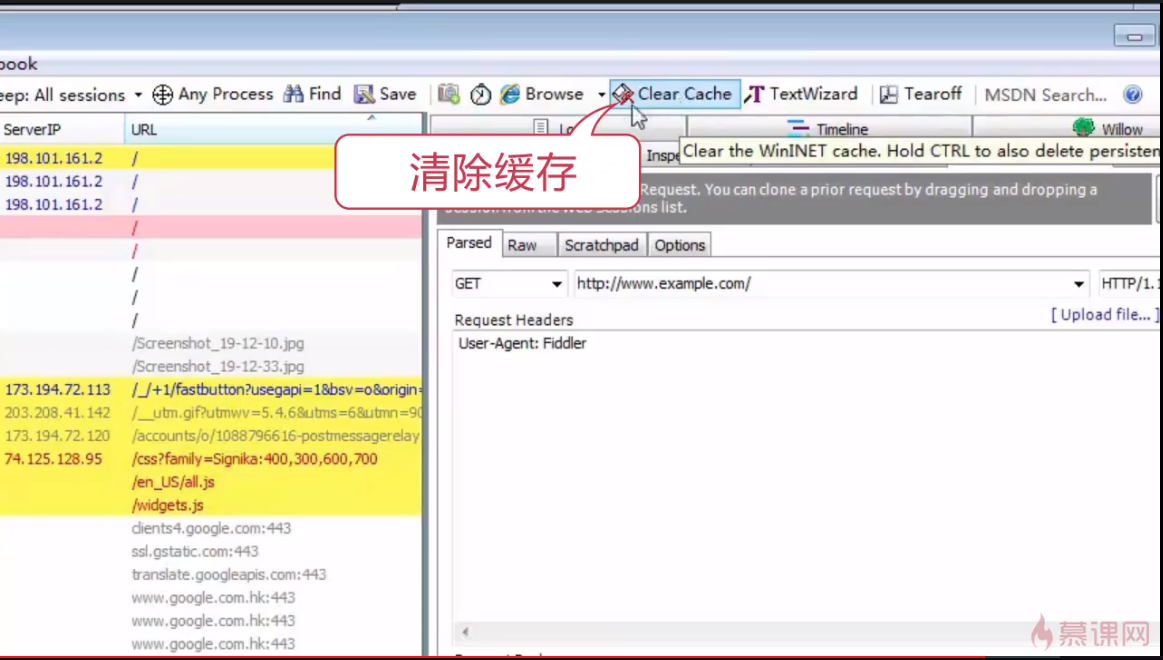 book
eep: All sessions Any Process Find Save Browse Clear Cache TextWizard Tearoff MSDN Search...
ServerIP URL
Timeline Willow
清除缓存
Inspe
Clear the WinINET cache. Hold CTRL to also delete persisten
198.101.161.2 /
198.101.161.2 /
198.101.161.2 /
/
/
/
/
/
/Screenshot_19-12-10.jpg
/Screenshot_19-12-33.jpg
173.194.72.113 /_/+1/fastbutton?usegapi=1&bsv=o&origin=
203.208.41.142 /__utm.gif?utmwv=5.4.6&utms=6&utmn=90
173.194.72.120 /accounts/o/1088796616-postmessagerelay
74.125.128.95 /css?family=Signika:400,300,600,700
/en_US/all.js
/widgets.js
clients4.google.com:443
ssl.gstatic.com:443
translate.googleapis.com:443
www.google.com.hk:443
www.google.com.hk:443
www.google.com.hk:443
Request. You can clone a prior request by dragging and dropping a
sessions list.
Parsed Raw Scratchpad Options
GET http://www.example.com/ HTTP/1.1
Request Headers [ Upload file... ]
User-Agent: Fiddler
慕课网